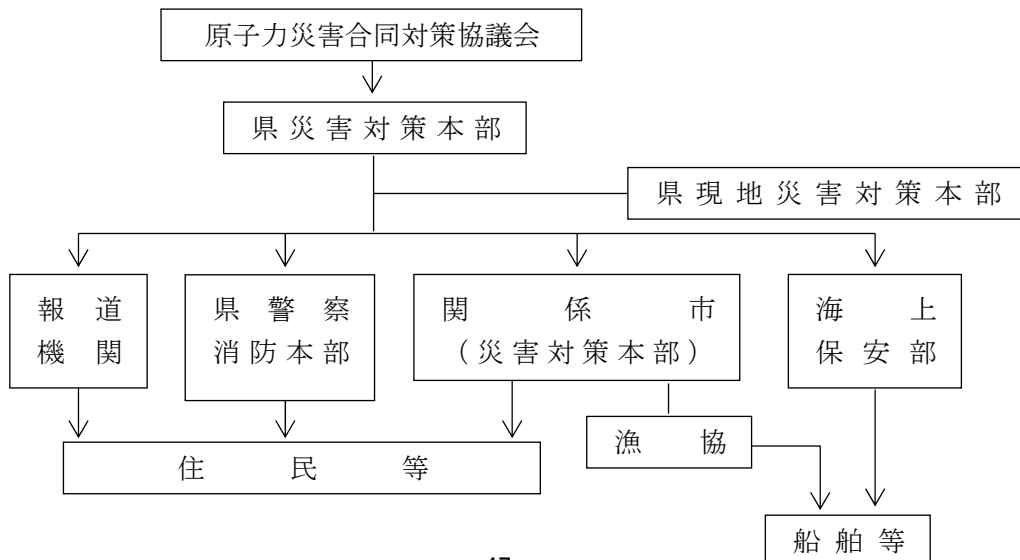 原子力災害合同対策協議会
県災害対策本部
県現地災害対策本部
報道
機関
県警察
消防本部
関係市
(災害対策本部)
海上
保安部
漁協
住民等
船舶等